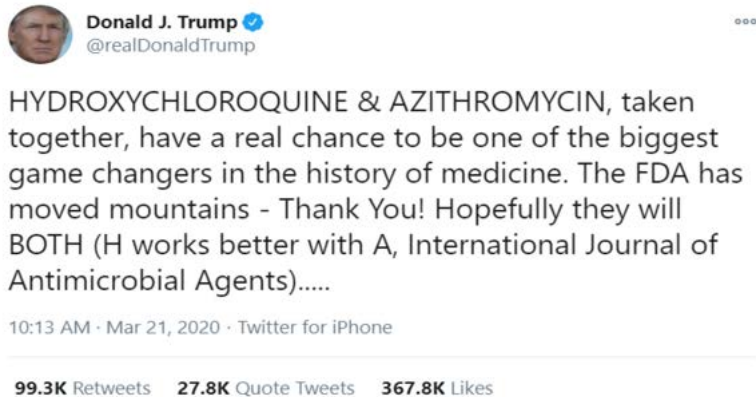 Donald J. Trump
@realDonaldTrump
HYDROXYCHLOROQUINE & AZITHROMYCIN, taken
together, have a real chance to be one of the biggest
game changers in the history of medicine. The FDA has
moved mountains - Thank You! Hopefully they will
BOTH (H works better with A, International Journal of
Antimicrobial Agents).....
10:13 AM · Mar 21, 2020 · Twitter for iPhone
99.3K Retweets 27.8K Quote Tweets 367.8K Likes